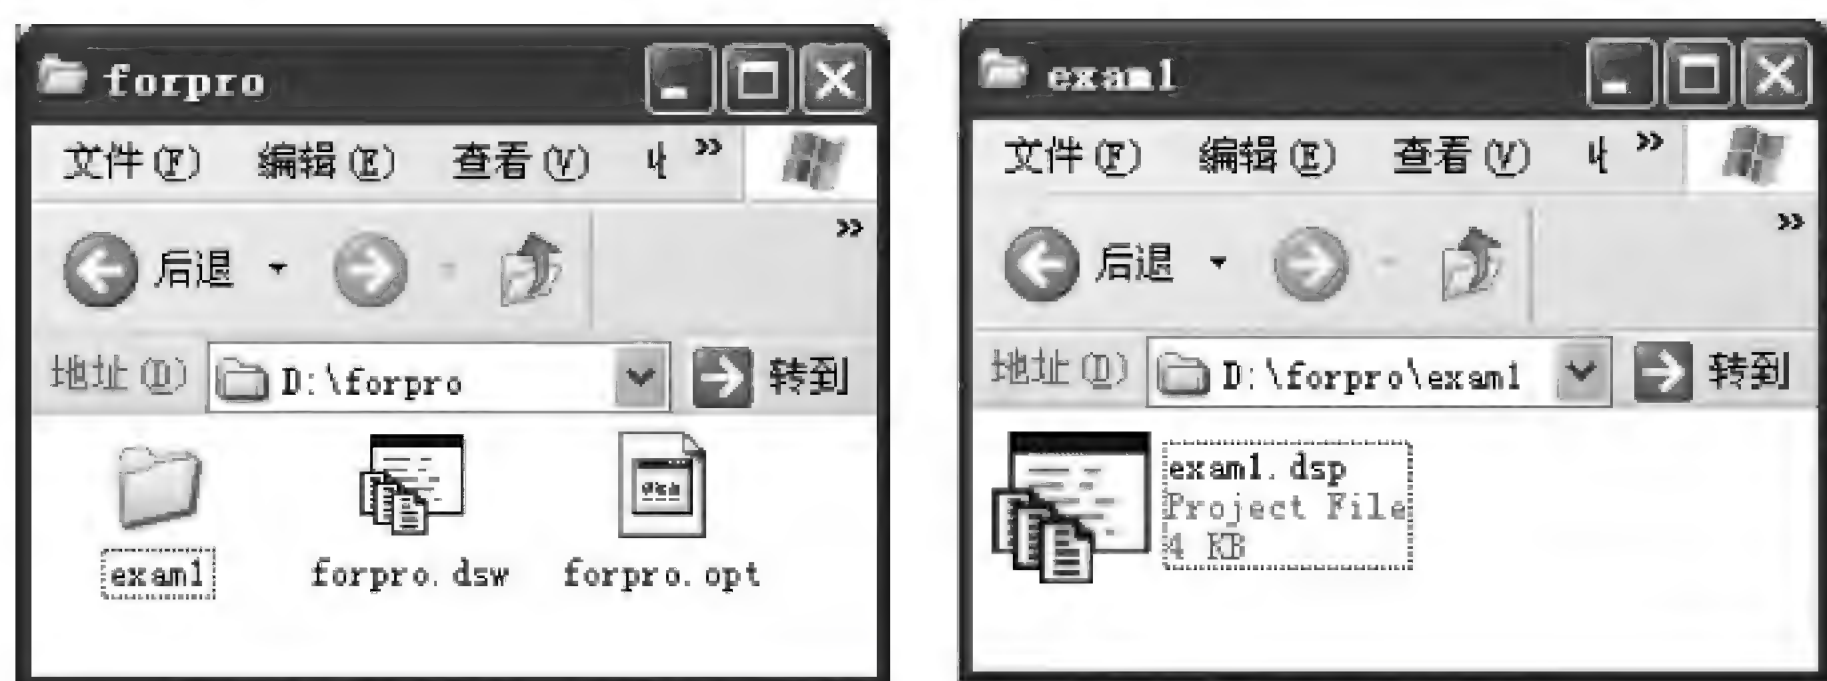 forpro
文件(F) 编辑(E) 查看(V) »
后退 »
地址(D) D:\forpro 转到
exam1 forpro.dsw forpro.opt
exam1
文件(F) 编辑(E) 查看(V) »
后退 »
地址(D) D:\forpro\exam1 转到
exam1.dsp
Project File
4 KB